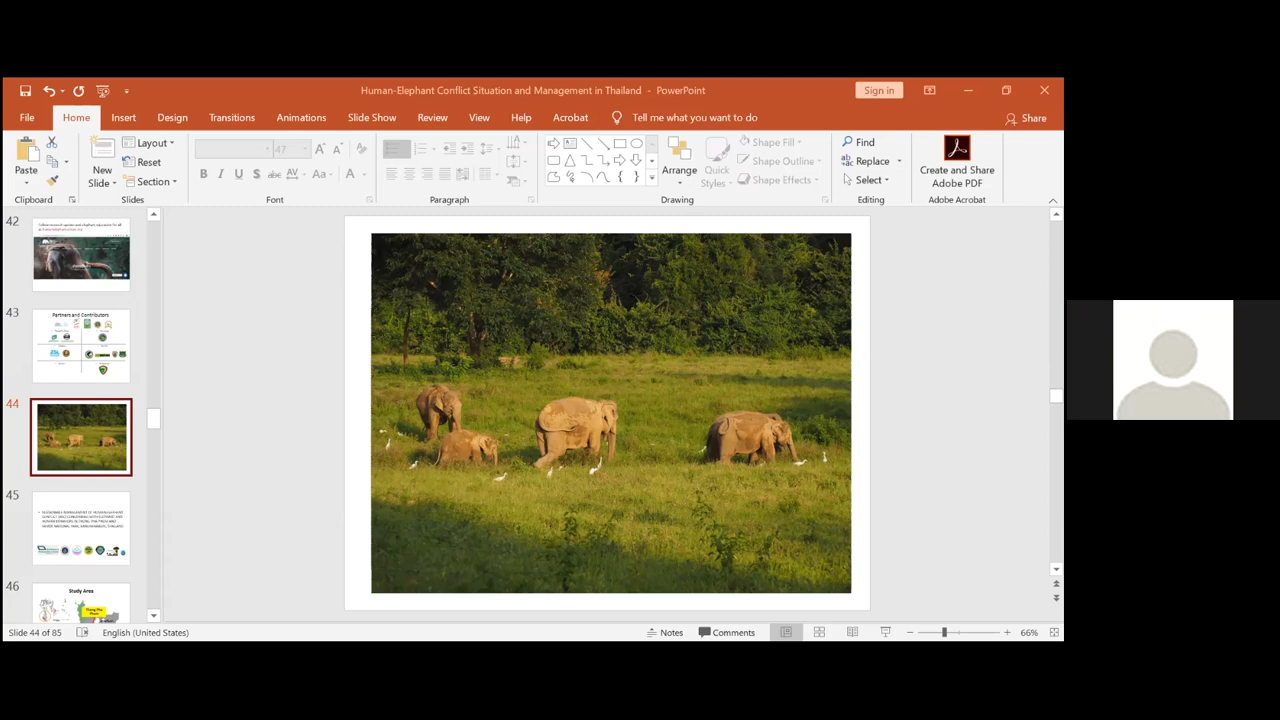 Human-Elephant Conflict Situation and Management in Thailand - PowerPoint
Sign in
File Home Insert Design Transitions Animations Slide Show Review View Help Acrobat Tell me what you want to do Share
Paste
Clipboard
New
Slide
Layout
Reset
Section
Slides
47
B I U S abc AV Aa A
Font
Paragraph
Arrange
Quick
Styles
Shape Fill
Shape Outline
Shape Effects
Drawing
Find
Replace
Select
Editing
Create and Share
Adobe PDF
Adobe Acrobat
42
43
Partners and Contributors
44
45
46
Study Area
Slide 44 of 85
English (United States)
Notes
Comments
66%